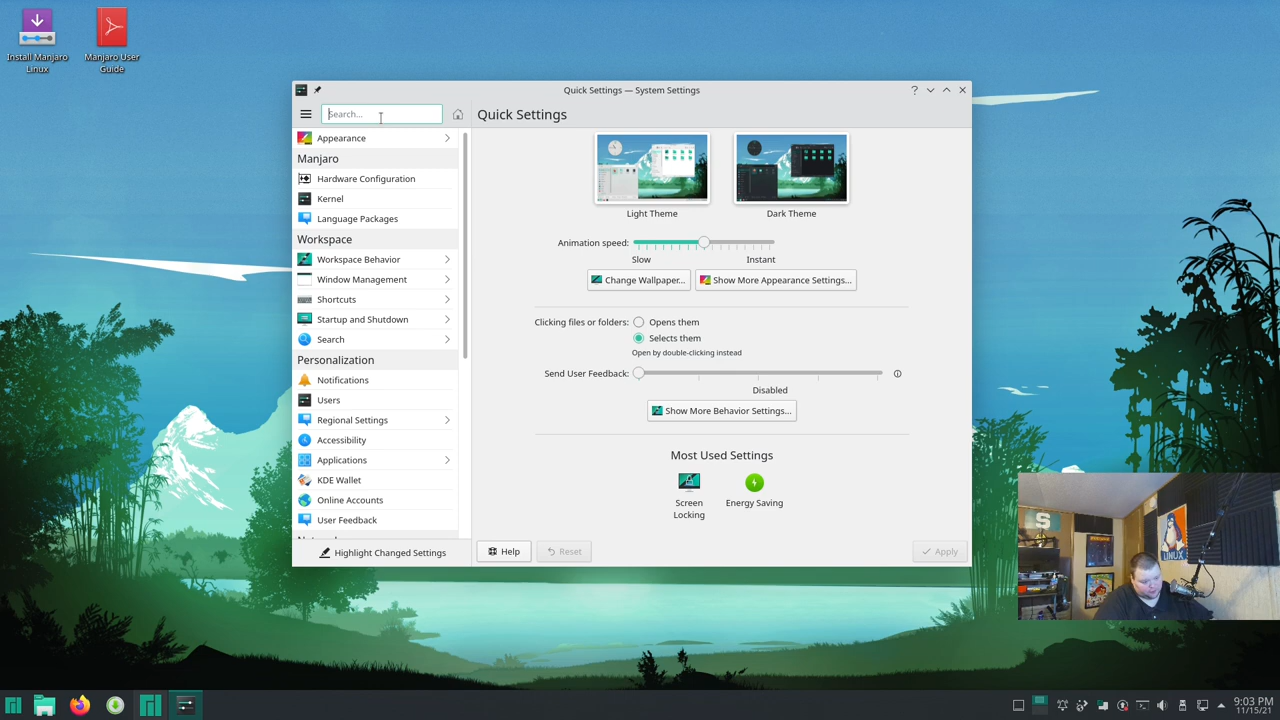 Install Manjaro
Linux
Manjaro User
Guide
Quick Settings — System Settings
Search...
Quick Settings
Appearance
Manjaro
Hardware Configuration
Kernel
Language Packages
Workspace
Workspace Behavior
Window Management
Shortcuts
Startup and Shutdown
Search
Personalization
Notifications
Users
Regional Settings
Accessibility
Applications
KDE Wallet
Online Accounts
User Feedback
Highlight Changed Settings
Light Theme
Dark Theme
Animation speed:
Slow
Instant
Change Wallpaper...
Show More Appearance Settings...
Clicking files or folders:
Opens them
Selects them
Open by double-clicking instead
Send User Feedback:
Disabled
Show More Behavior Settings...
Most Used Settings
Screen
Locking
Energy Saving
Help
Reset
Apply
S
LINUX
9:03 PM
11/15/21